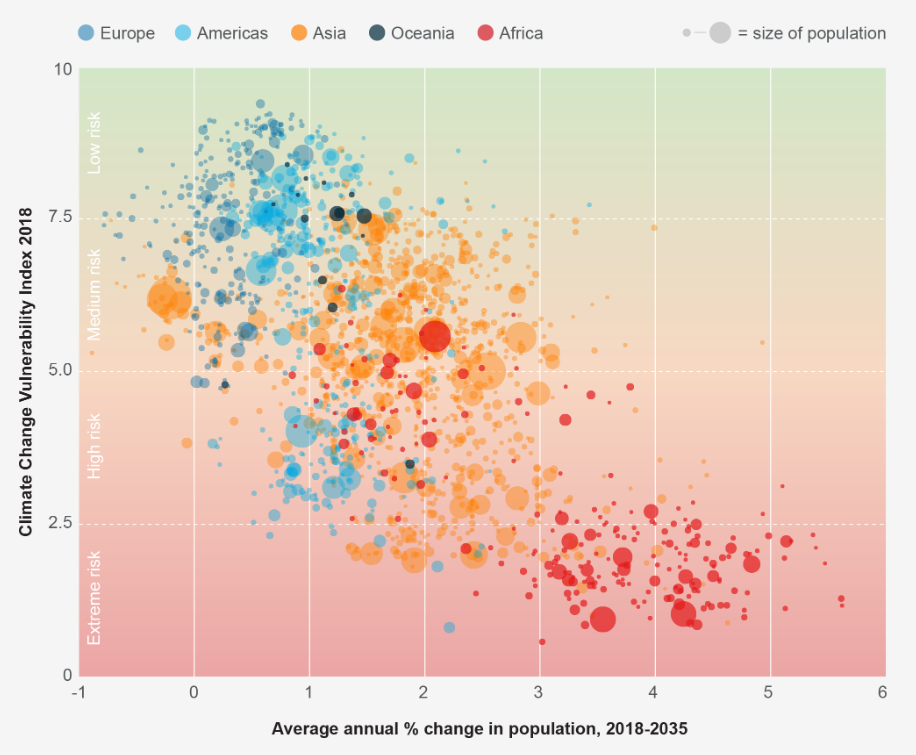 Europe Americas Asia Oceania Africa = size of population
10
7.5
5.0
2.5
0
Climate Change Vulnerability Index 2018
Low risk
Medium risk
High risk
Extreme risk
-1 0 1 2 3 4 5 6
Average annual % change in population, 2018-2035